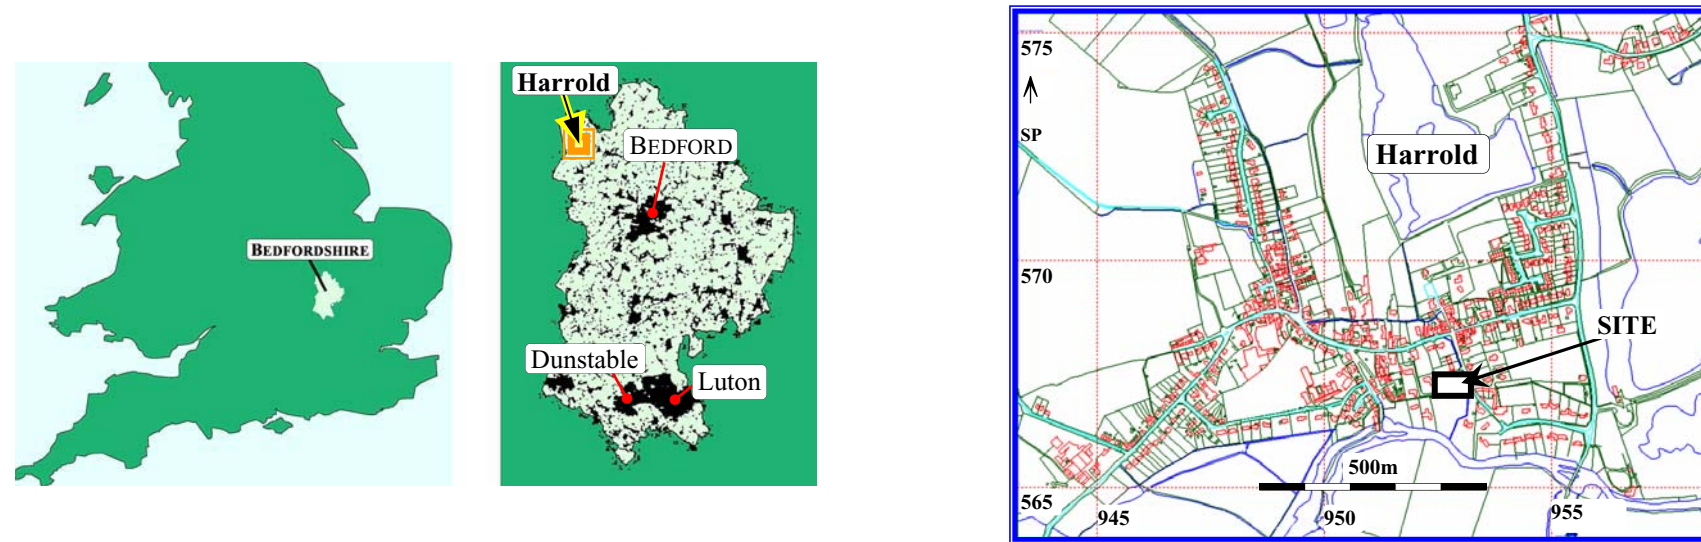 BEDFORDSHIRE
Harrold
BEDFORD
Dunstable
Luton
575
SP
Harrold
570
SITE
500m
565
945
950
955